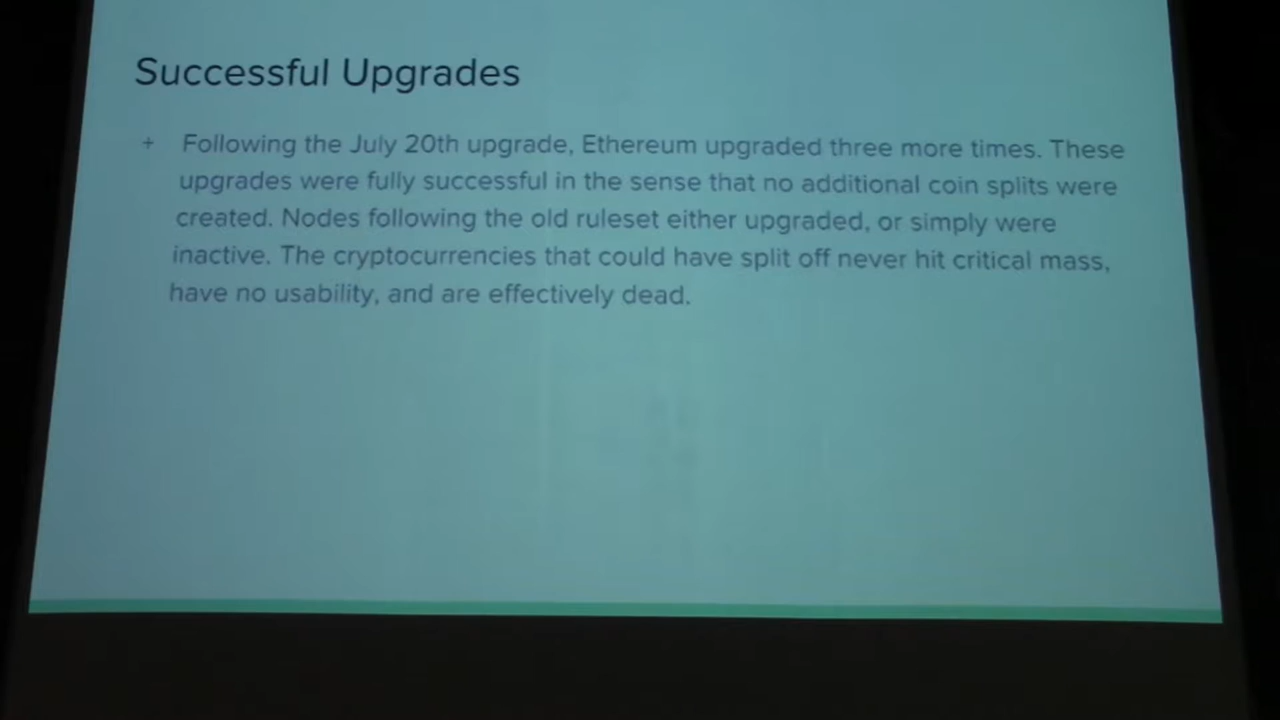 Successful Upgrades
+ Following the July 20th upgrade, Ethereum upgraded three more times. These
upgrades were fully successful in the sense that no additional coin splits were
created. Nodes following the old ruleset either upgraded, or simply were
inactive. The cryptocurrencies that could have split off never hit critical mass,
have no usability, and are effectively dead.